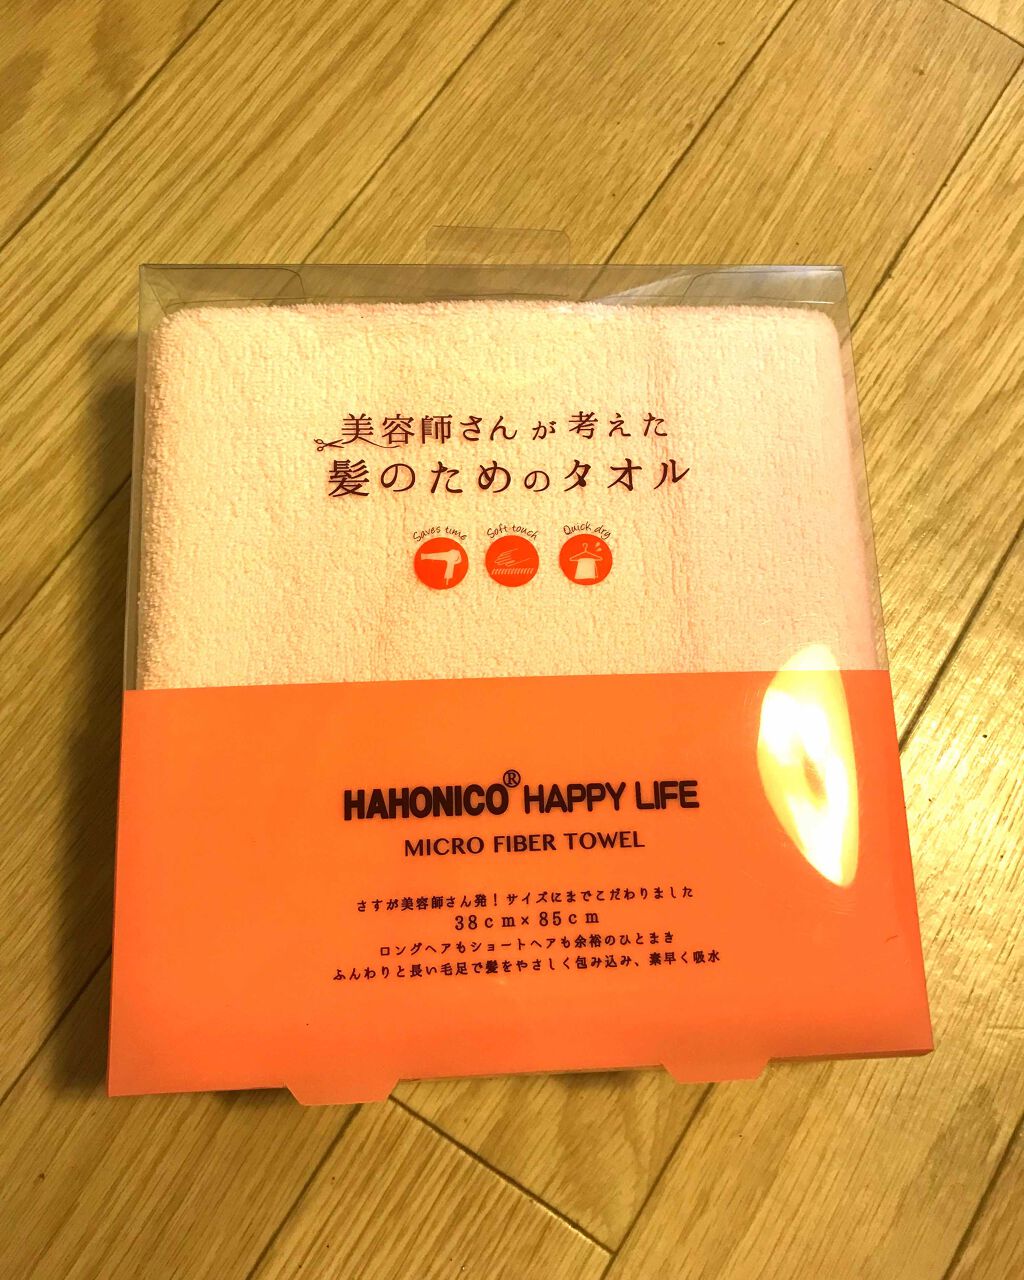 美容師さんが考えた
髪のためのタオル
Saves time Soft touch Quick dry
HAHONICO® HAPPY LIFE
MICRO FIBER TOWEL
さすが美容師さん発！サイズにまでこだわりました
38cm×85cm
ロングヘアもショートヘアも余裕のひとまき
ふんわりと長い毛足で髪をやさしく包み込み、素早く吸水